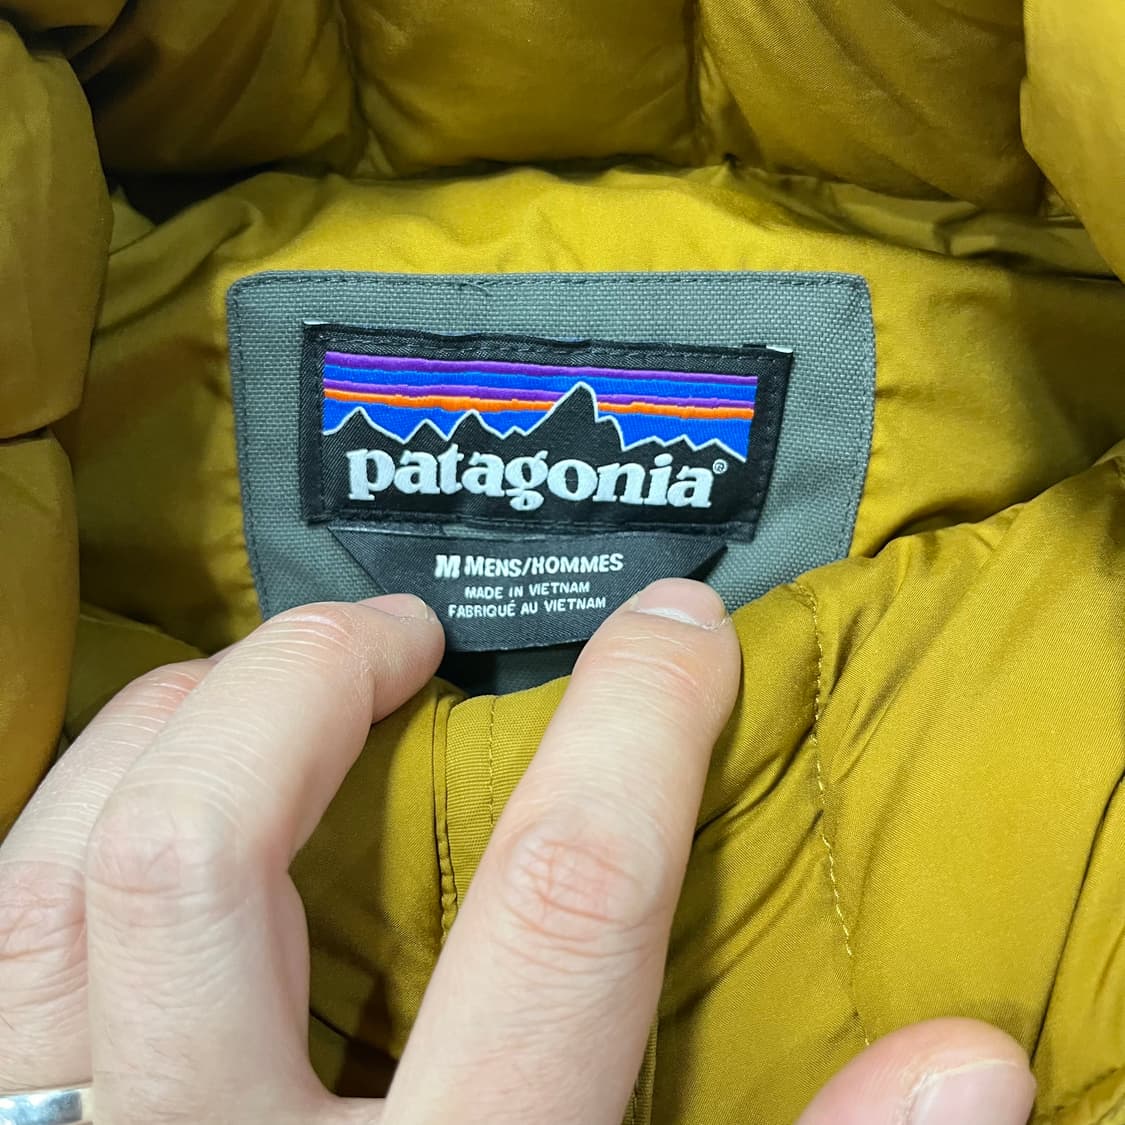 patagonia®
M MENS/HOMMES
MADE IN VIETNAM
FABRIQUÉ AU VIETNAM